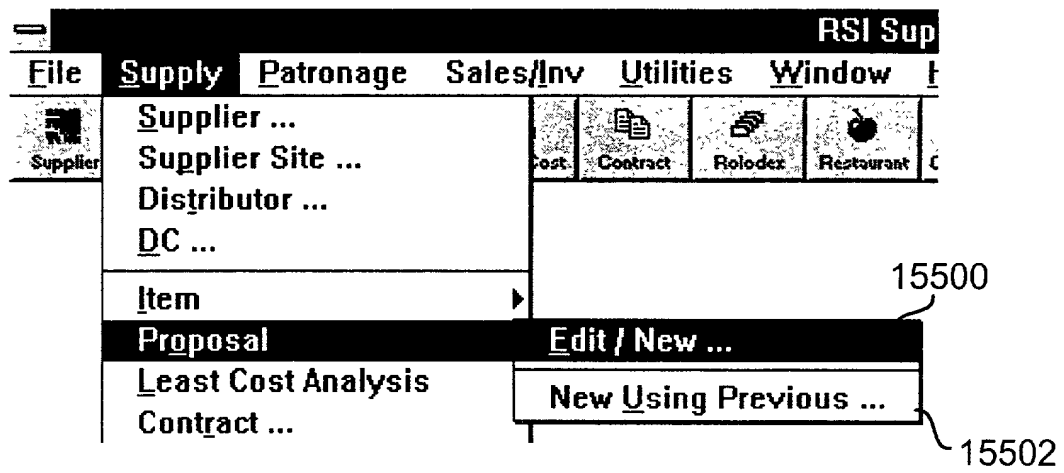 RSI Sup
File Supply Patronage Sales/Inv Utilities Window
Supplier Cost Contract Rolodex Restaurant
Supplier ...
Supplier Site ...
Distributor ...
DC ...
15500
Item
Proposal Edit / New ...
Least Cost Analysis
New Using Previous ...
Contract ...
15502